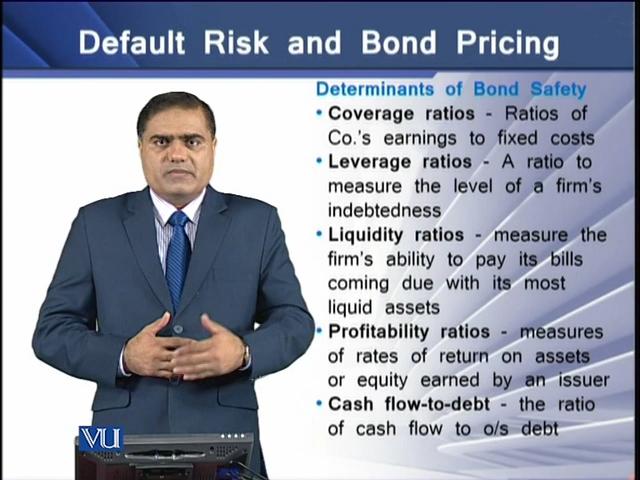 Default Risk and Bond Pricing
Determinants of Bond Safety
• Coverage ratios - Ratios of
Co.'s earnings to fixed costs
• Leverage ratios - A ratio to
measure the level of a firm's
indebtedness
• Liquidity ratios - measure the
firm's ability to pay its bills
coming due with its most
liquid assets
• Profitability ratios - measures
of rates of return on assets
or equity earned by an issuer
• Cash flow-to-debt - the ratio
of cash flow to o/s debt
VU